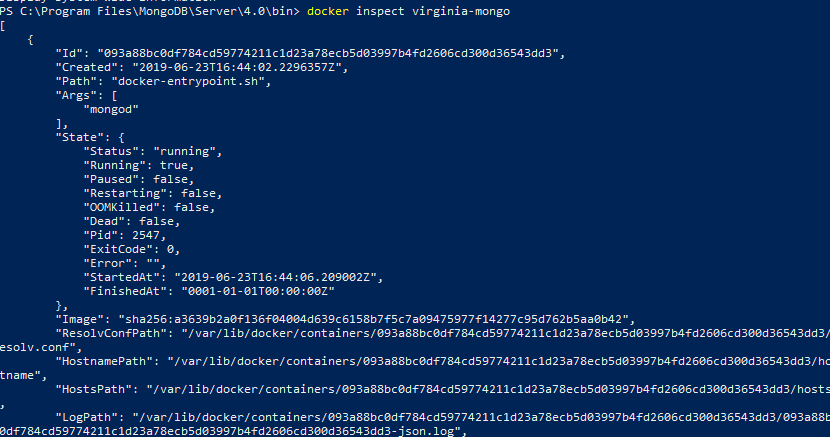 PS C:\Program Files\MongoDB\Server\4.0\bin> docker inspect virginia-mongo
[
    {
        "Id": "093a88bc0df784cd59774211c1d23a78ecb5d03997b4fd2606cd300d36543dd3",
        "Created": "2019-06-23T16:44:02.2296357Z",
        "Path": "docker-entrypoint.sh",
        "Args": [
            "mongod"
        ],
        "State": {
            "Status": "running",
            "Running": true,
            "Paused": false,
            "Restarting": false,
            "OOMKilled": false,
            "Dead": false,
            "Pid": 2547,
            "ExitCode": 0,
            "Error": "",
            "StartedAt": "2019-06-23T16:44:06.209002Z",
            "FinishedAt": "0001-01-01T00:00:00Z"
        },
        "Image": "sha256:a3639b2a0f136f04004d639c6158b7f5c7a09475977f14277c95d762b5aa0b42",
        "ResolvConfPath": "/var/lib/docker/containers/093a88bc0df784cd59774211c1d23a78ecb5d03997b4fd2606cd300d36543dd3/
esolv.conf",
        "HostnamePath": "/var/lib/docker/containers/093a88bc0df784cd59774211c1d23a78ecb5d03997b4fd2606cd300d36543dd3/ho
tname",
        "HostsPath": "/var/lib/docker/containers/093a88bc0df784cd59774211c1d23a78ecb5d03997b4fd2606cd300d36543dd3/hosts
,
        "LogPath": "/var/lib/docker/containers/093a88bc0df784cd59774211c1d23a78ecb5d03997b4fd2606cd300d36543dd3/093a88b
0df784cd59774211c1d23a78ecb5d03997b4fd2606cd300d36543dd3-json.log",